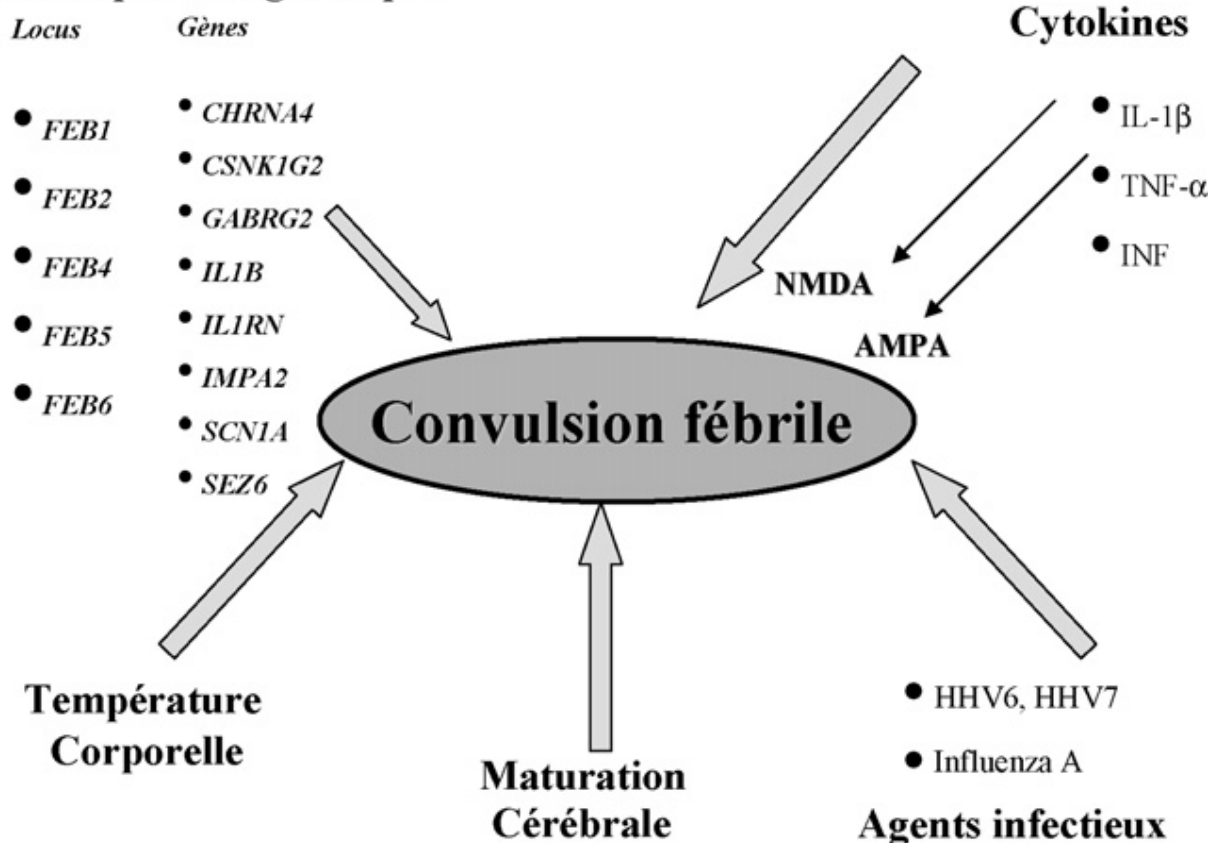 Locus
Gènes
• FEB1
• FEB2
• FEB4
• FEB5
• FEB6
• CHRNA4
• CSNK1G2
• GABRG2
• IL1B
• IL1RN
• IMPA2
• SCN1A
• SEZ6
Cytokines
• IL-1β
• TNF-α
• INF
NMDA
AMPA
Convulsion fébrile
Température
Corporelle
Maturation
Cérébrale
• HHV6, HHV7
• Influenza A
Agents infectieux